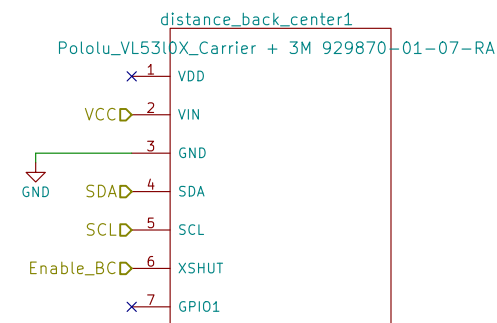 distance_back_center1
Pololu_VL53l0X_Carrier + 3M 929870-01-07-RA
1 VDD
VCC 2 VIN
3 GND
GND
SDA 4 SDA
SCL 5 SCL
Enable_BC 6 XSHUT
7 GPIO1